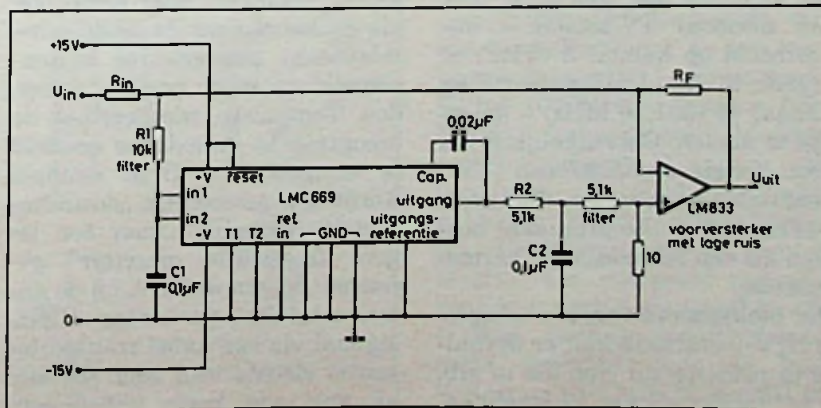 +15V
Uin
Rin
RF
R1
10k
filter
0,02µF
+V
reset
Cap.
in 1
in 2
LMC669
uitgang
R2
5,1k
5,1k
filter
-
+
Uuit
LM833
voorversterker
met lage ruis
-V
T1
T2
ref.
in
GND
uitgangs-
referentie
C1
0,1µF
C2
0,1µF
10
0
-15V